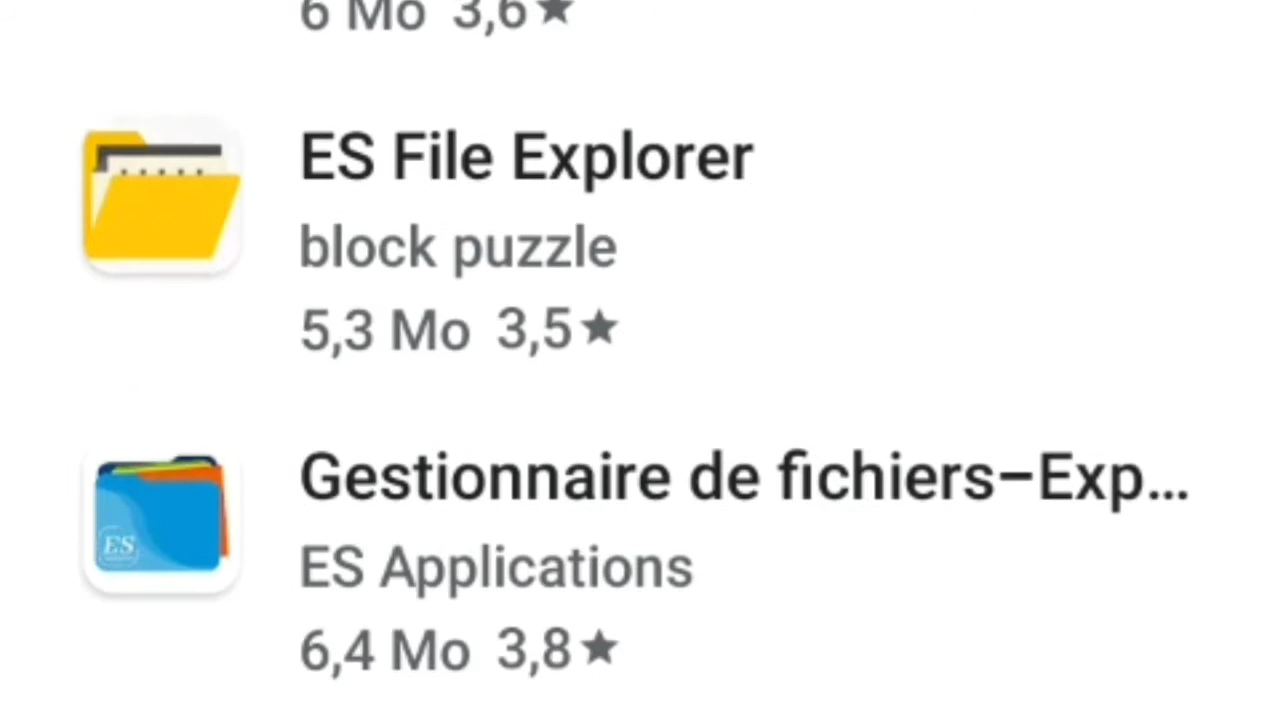 6 Mo 3,6★
ES File Explorer
block puzzle
5,3 Mo 3,5★
Gestionnaire de fichiers–Exp...
ES
ES Applications
6,4 Mo 3,8★